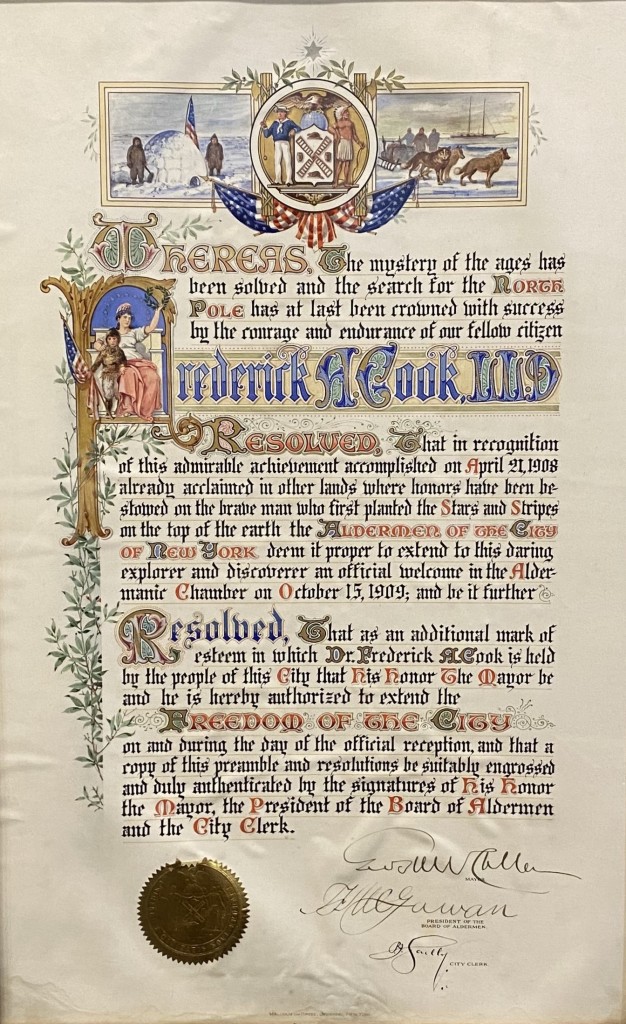 Whereas, The mystery of the ages has
been solved and the search for the North
Pole has at last been crowned with success
by the courage and endurance of our fellow citizen
Frederick A. Cook, LL.D
Resolved, That in recognition
of this admirable achievement accomplished on April 21, 1908
already acclaimed in other lands where honors have been be-
stowed on the brave man who first planted the Stars and Stripes
on the top of the earth the Aldermen of the City
of New York deem it proper to extend to this daring
explorer and discoverer an official welcome in the Alder-
manic Chamber on October 15, 1909; and be it further
Resolved, That as an additional mark of
esteem in which Dr. Frederick A. Cook is held
by the people of this City that His Honor The Mayor be
and he is hereby authorized to extend the
Freedom of the City
on and during the day of the official reception, and that a
copy of this preamble and resolutions be suitably engrossed
and duly authenticated by the signatures of His Honor
the Mayor, the President of the Board of Aldermen
and the City Clerk.
MAYOR
McGowan
PRESIDENT OF THE
BOARD OF ALDERMEN
Scully
CITY CLERK